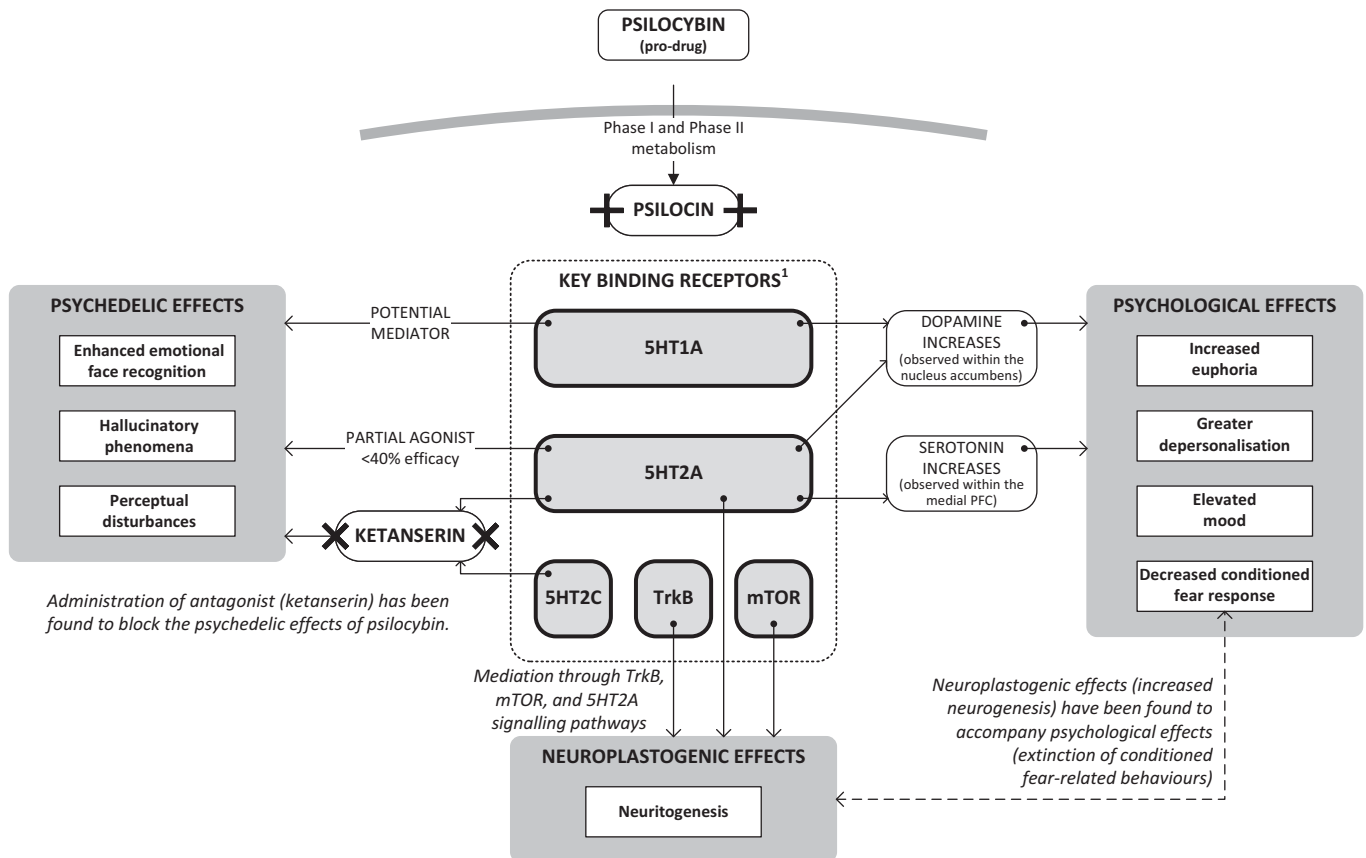 PSILOCYBIN
(pro-drug)
Phase I and Phase II
metabolism
PSILOCIN
KEY BINDING RECEPTORS1
PSYCHEDELIC EFFECTS
Enhanced emotional
face recognition
Hallucinatory
phenomena
Perceptual
disturbances
POTENTIAL
MEDIATOR
PARTIAL AGONIST
<40% efficacy
KETANSERIN
Administration of antagonist (ketanserin) has been
found to block the psychedelic effects of psilocybin.
5HT1A
5HT2A
5HT2C
TrkB
mTOR
DOPAMINE
INCREASES
(observed within the
nucleus accumbens)
SEROTONIN
INCREASES
(observed within the
medial PFC)
PSYCHOLOGICAL EFFECTS
Increased
euphoria
Greater
depersonalisation
Elevated
mood
Decreased conditioned
fear response
Mediation through TrkB,
mTOR, and 5HT2A
signalling pathways
Neuroplastogenic effects (increased
neurogenesis) have been found to
accompany psychological effects
(extinction of conditioned
fear-related behaviours)
NEUROPLASTOGENIC EFFECTS
Neuritogenesis